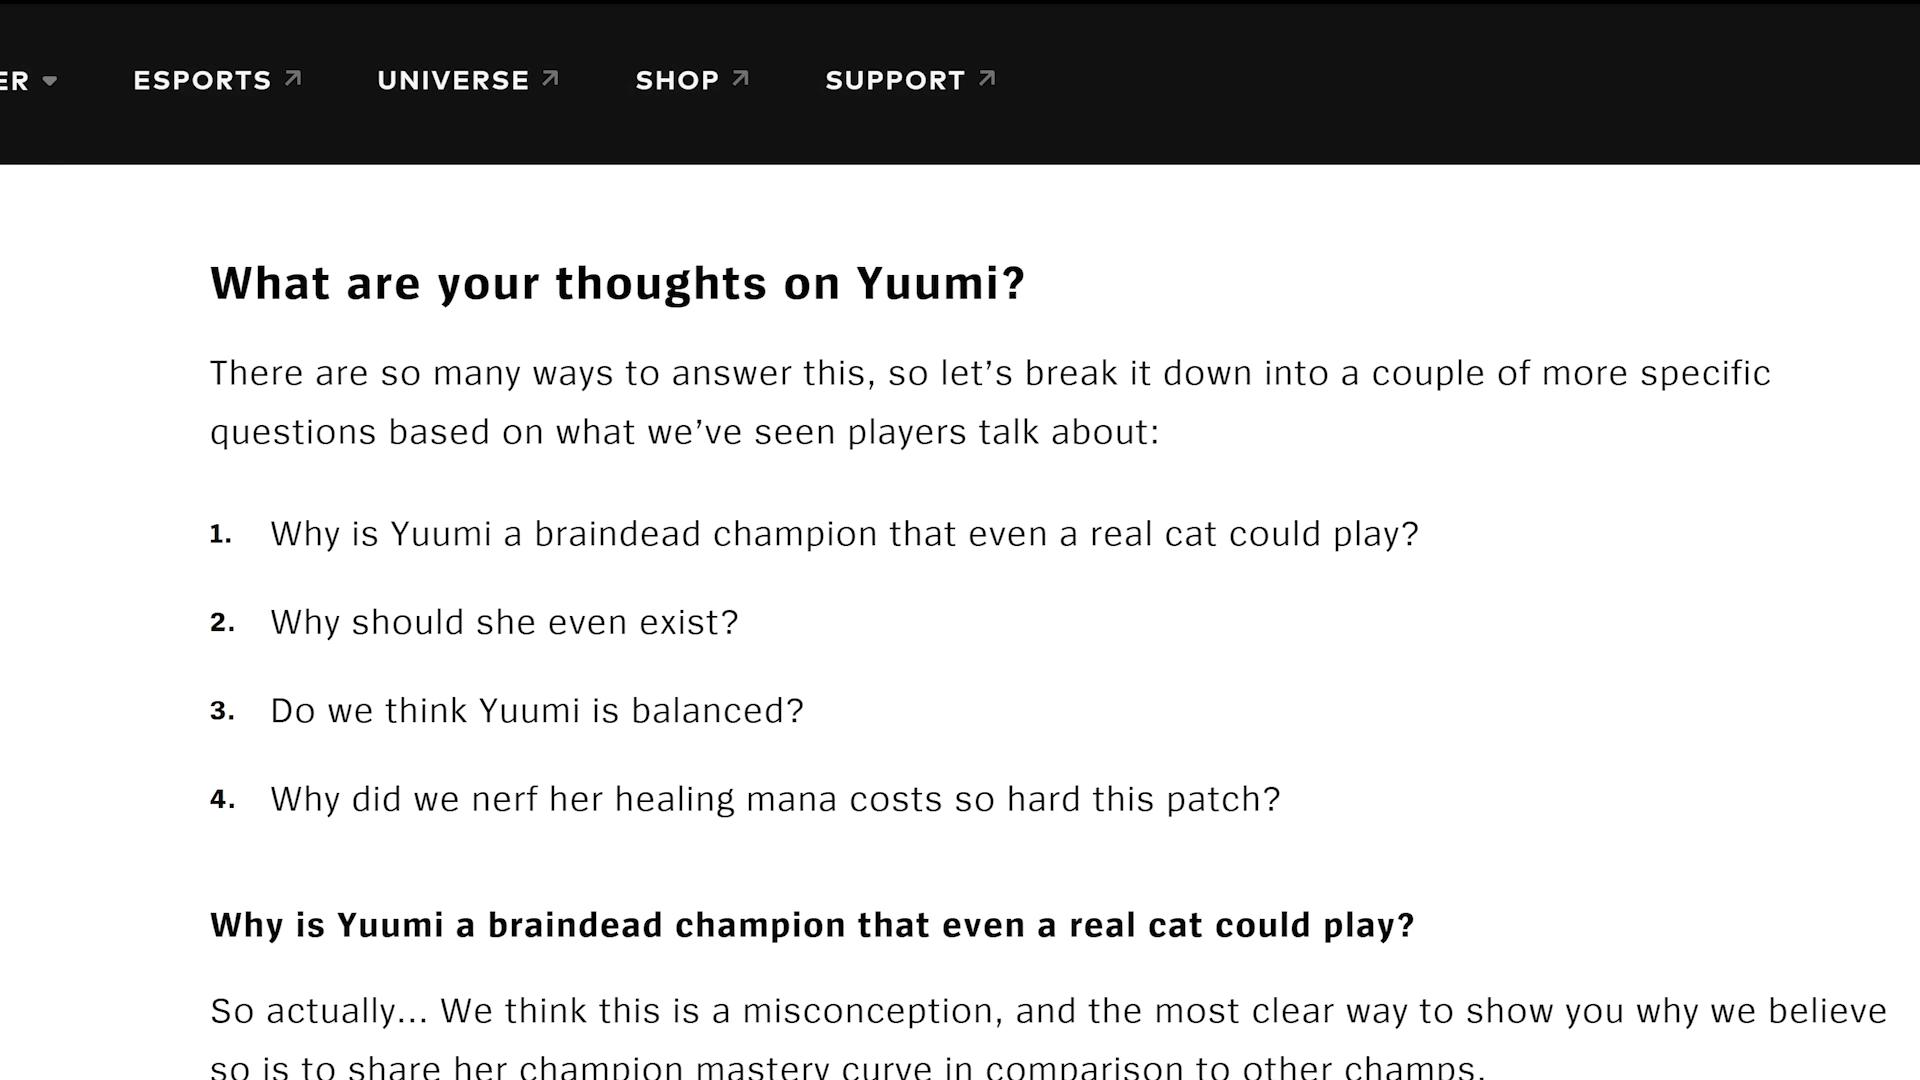 ER ESPORTS UNIVERSE SHOP SUPPORT
What are your thoughts on Yuumi?
There are so many ways to answer this, so let’s break it down into a couple of more specific
questions based on what we’ve seen players talk about:
1. Why is Yuumi a braindead champion that even a real cat could play?
2. Why should she even exist?
3. Do we think Yuumi is balanced?
4. Why did we nerf her healing mana costs so hard this patch?
Why is Yuumi a braindead champion that even a real cat could play?
So actually... We think this is a misconception, and the most clear way to show you why we believe
so is to share her champion mastery curve in comparison to other champs.